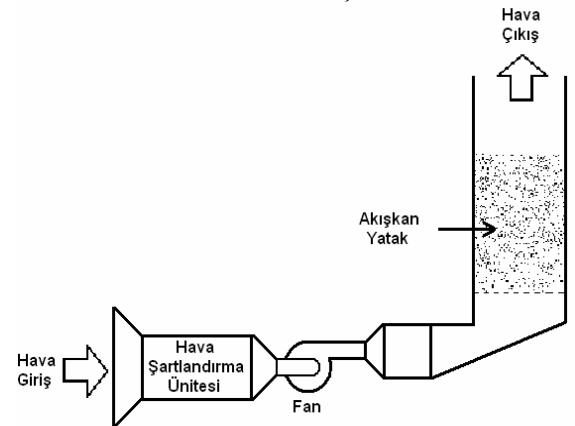 Hava
Çıkış
Akışkan
Yatak
Hava
Giriş
Hava
Şartlandırma
Ünitesi
Fan